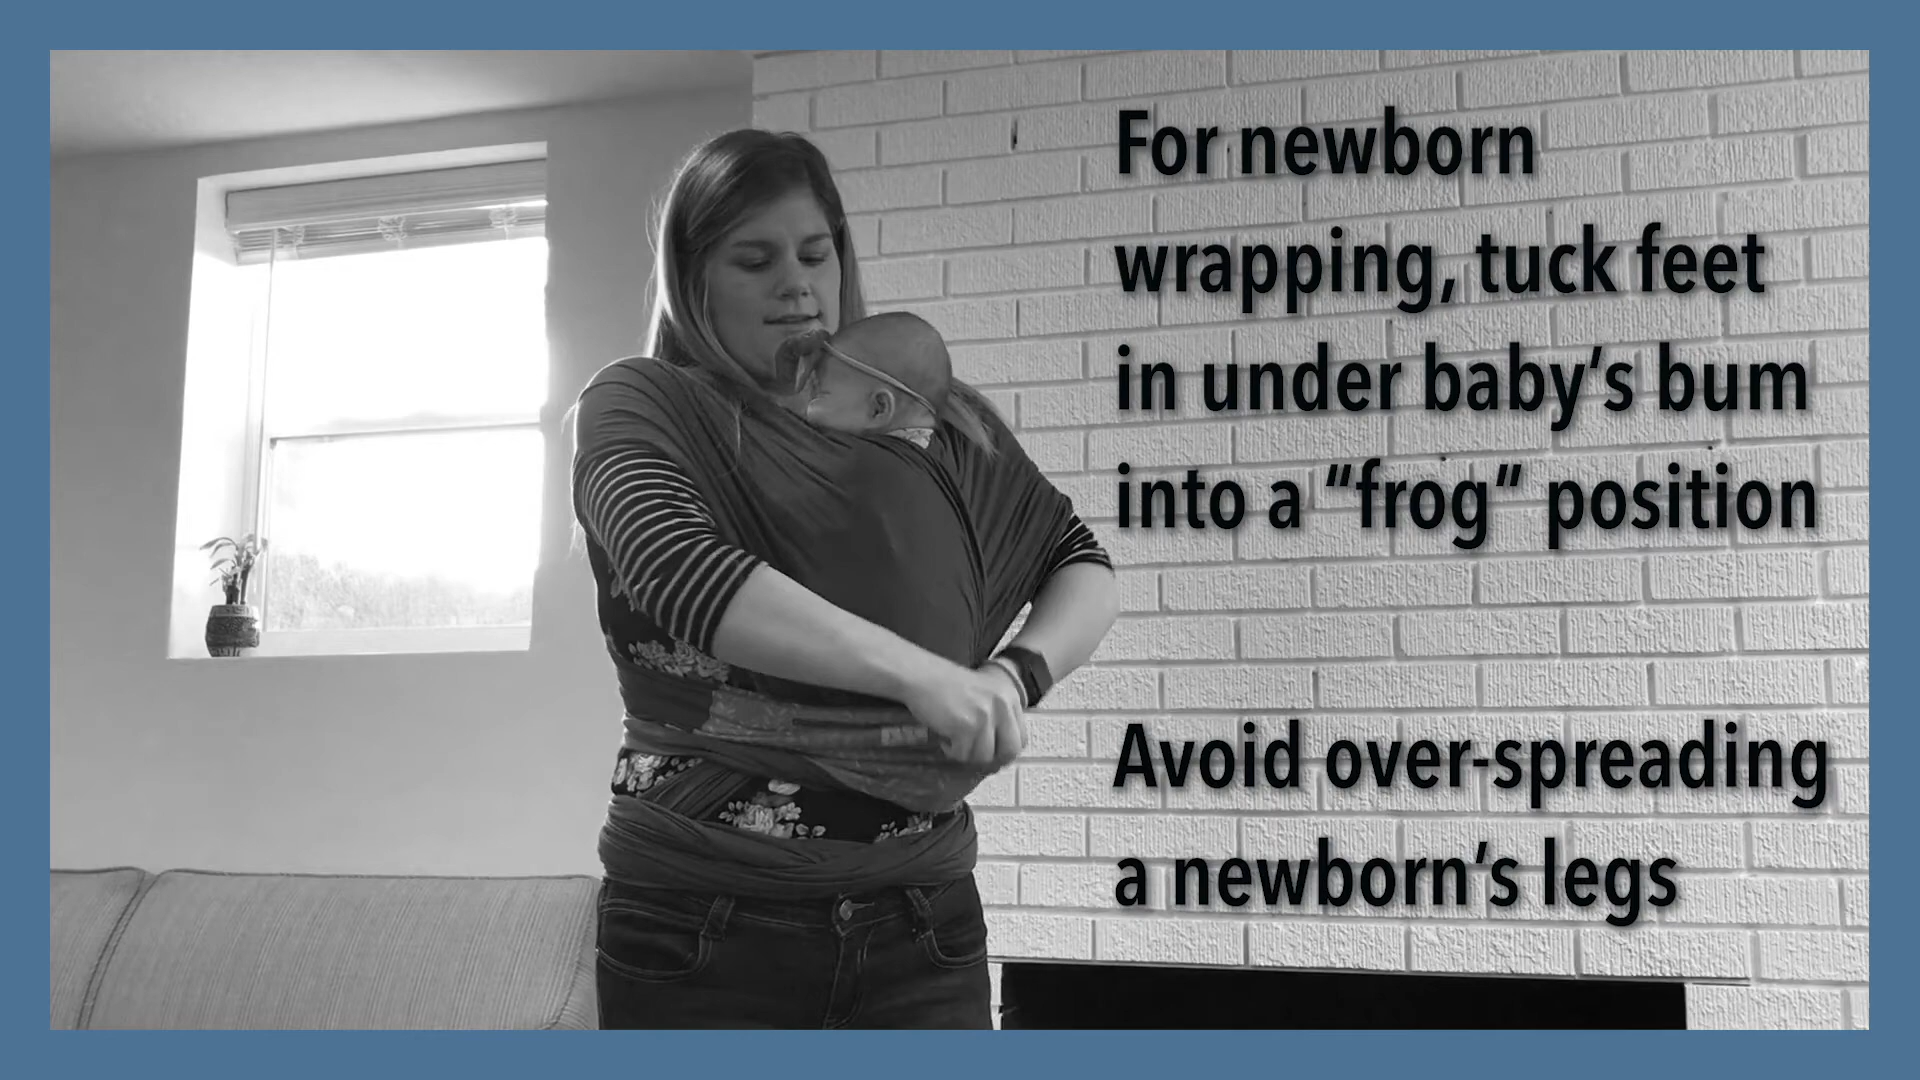 For newborn
wrapping, tuck feet
in under baby's bum
into a "frog" position
Avoid over-spreading
a newborn's legs